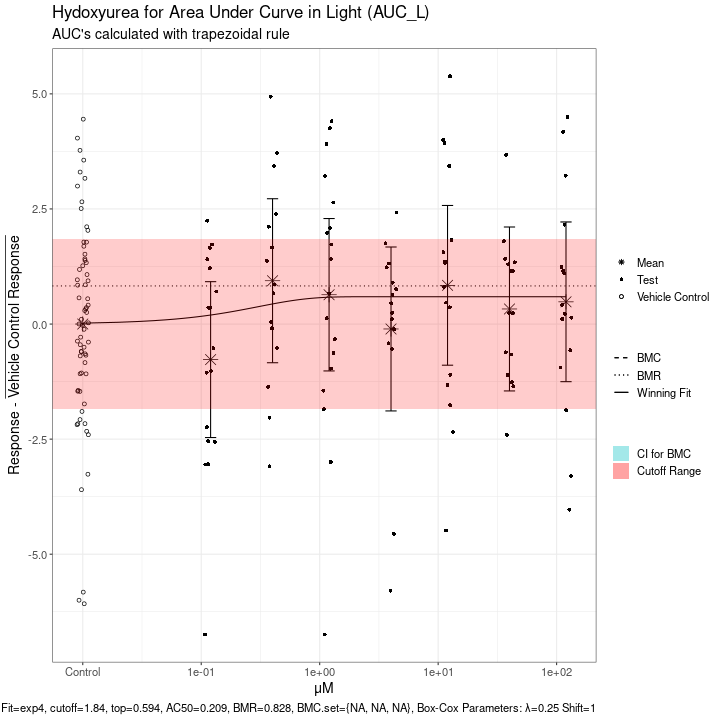 Hydoxyurea for Area Under Curve in Light (AUC_L)
AUC's calculated with trapezoidal rule
Response - Vehicle Control Response
5.0
2.5
0.0
-2.5
-5.0
Control
1e-01
1e+00
1e+01
1e+02
μM
Mean
Test
Vehicle Control
BMC
BMR
Winning Fit
CI for BMC
Cutoff Range
Fit=exp4, cutoff=1.84, top=0.594, AC50=0.209, BMR=0.828, BMC.set={NA, NA, NA}, Box-Cox Parameters: λ=0.25 Shift=1